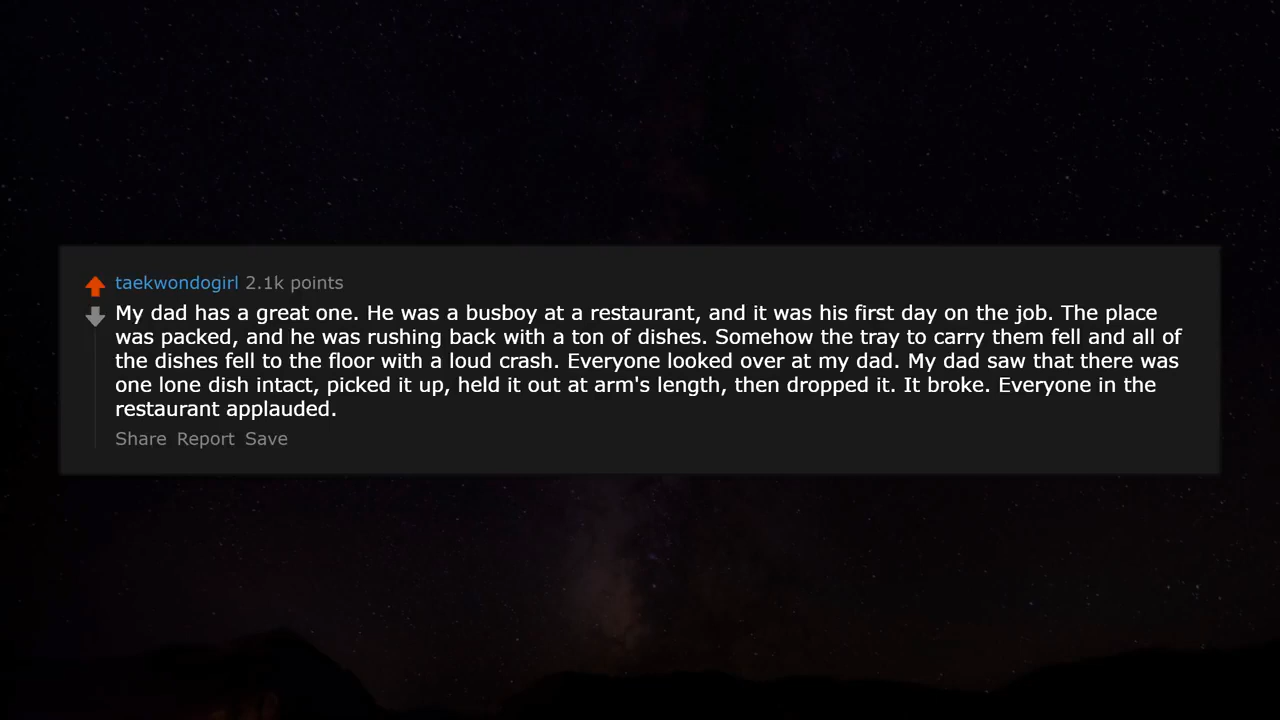 taekwondogirl 2.1k points
My dad has a great one. He was a busboy at a restaurant, and it was his first day on the job. The place
was packed, and he was rushing back with a ton of dishes. Somehow the tray to carry them fell and all of
the dishes fell to the floor with a loud crash. Everyone looked over at my dad. My dad saw that there was
one lone dish intact, picked it up, held it out at arm's length, then dropped it. It broke. Everyone in the
restaurant applauded.
Share Report Save